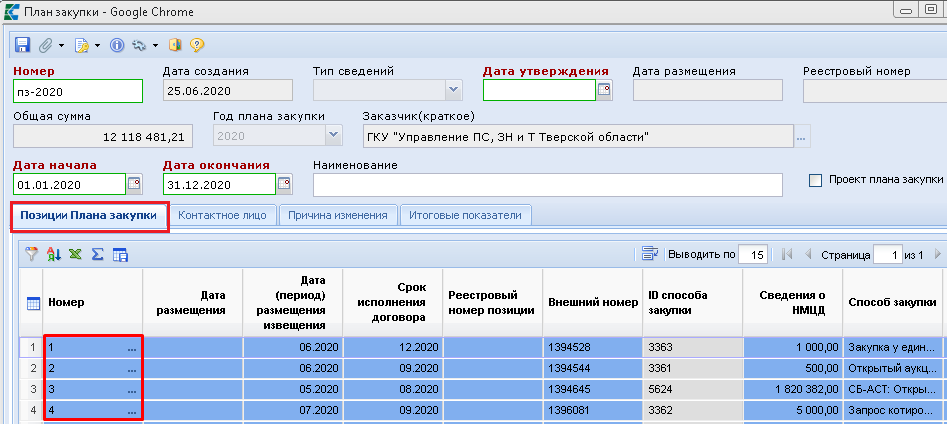 План закупки - Google Chrome
Номер Дата создания Тип сведений Дата утверждения Дата размещения Реестровый номер
пз-2020 25.06.2020
Общая сумма Год плана закупки Заказчик(краткое)
12 118 481,21 2020 ГКУ "Управление ПС, ЗН и Т Тверской области" ...
Дата начала Дата окончания Наименование
01.01.2020 31.12.2020 Проект плана закупки
Позиции Плана закупки Контактное лицо Причина изменения Итоговые показатели
Выводить по 15 Страница 1 из 1
Номер Дата размещения Дата (период) размещения извещения Срок исполнения договора Реестровый номер позиции Внешний номер ID способа закупки Сведения о НМЦД Способ закупки
1 1 ... 06.2020 12.2020 1394528 3363 1 000,00 Закупка у един...
2 2 ... 06.2020 09.2020 1394544 3361 500,00 Открытый аукц...
3 3 ... 05.2020 08.2020 1394645 5624 1 820 382,00 СБ-АСТ: Откры...
4 4 ... 07.2020 09.2020 1396081 3362 5 000,00 Запрос котиро...